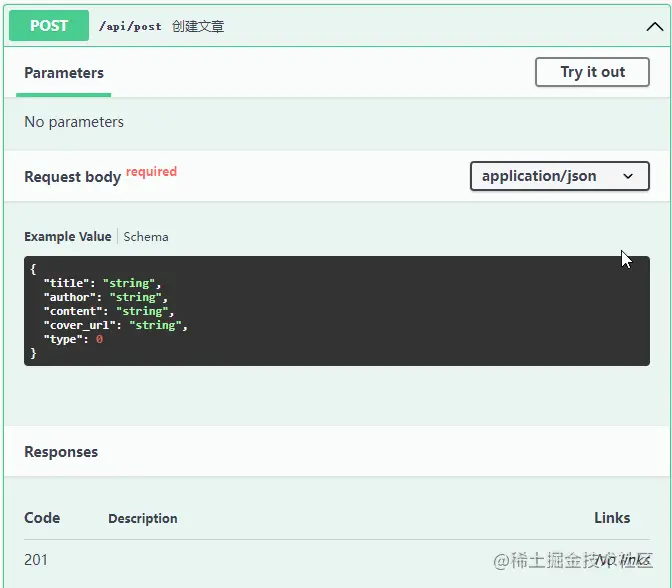 POST /api/post 创建文章
Parameters Try it out
No parameters
Request body required application/json
Example Value Schema
{
"title": "string",
"author": "string",
"content": "string",
"cover_url": "string",
"type": 0
}
Responses
Code Description Links
201 No links
@稀土掘金技术社区